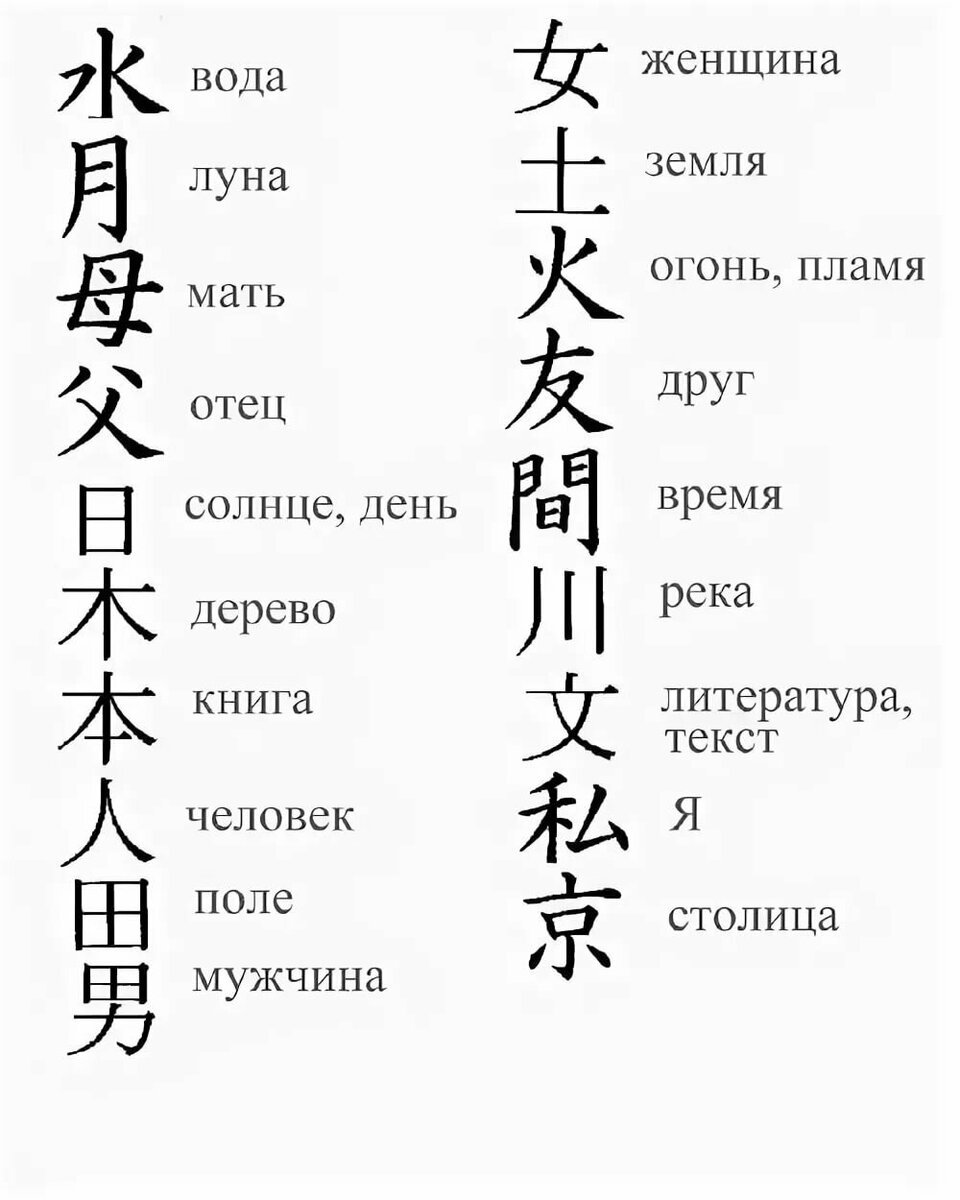 水 вода
月 луна
母 мать
父 отец
日 солнце, день
木 дерево
本 книга
人 человек
田 поле
男 мужчина
女 женщина
土 земля
火 огонь, пламя
友 друг
間 время
川 река
文 литература,
текст
私 Я
京 столица